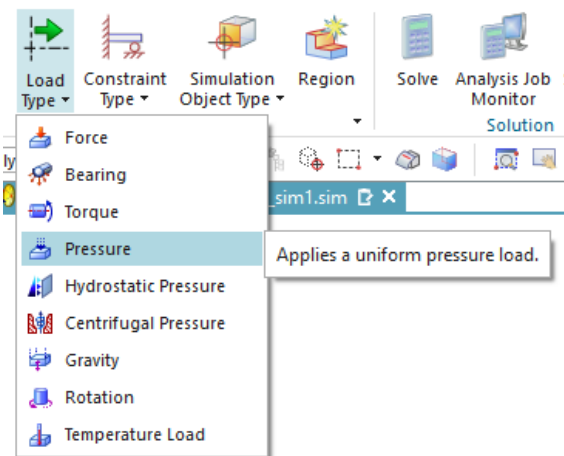 Load Type
Constraint Type
Simulation Object Type
Region
Solve
Analysis Job Monitor
Solution
Force
ly
Bearing
Torque
_sim1.sim
Pressure
Applies a uniform pressure load.
Hydrostatic Pressure
Centrifugal Pressure
Gravity
Rotation
Temperature Load